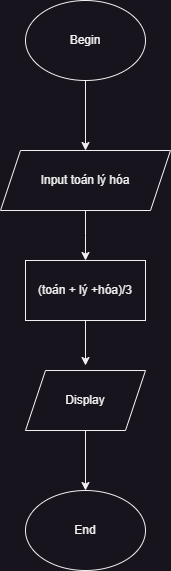 Begin
Input toán lý hóa
(toán + lý +hóa)/3
Display
End